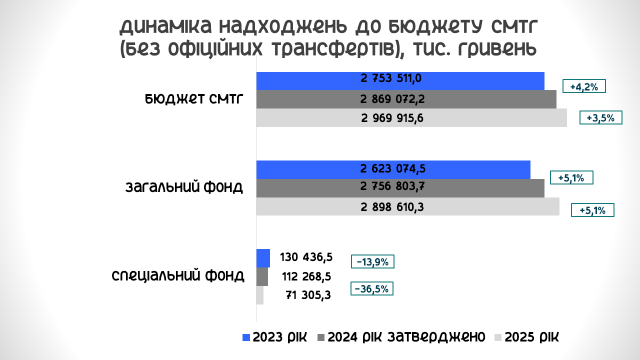 ДИНАМІКА НАДХОДЖЕНЬ ДО БЮДЖЕТУ СМТГ
(БЕЗ ОФІЦІЙНИХ ТРАНСФЕРТІВ), ТИС. ГРИВЕНЬ
БЮДЖЕТ СМТГ
2 753 511,0
2 869 072,2
2 969 915,6
+4,2%
+3,5%
ЗАГАЛЬНИЙ ФОНД
2 623 074,5
2 756 803,7
2 898 610,3
+5,1%
+5,1%
СПЕЦІАЛЬНИЙ ФОНД
130 436,5
112 268,5
71 305,3
-13,9%
-36,5%
2023 РІК 2024 РІК ЗАТВЕРДЖЕНО 2025 РІК